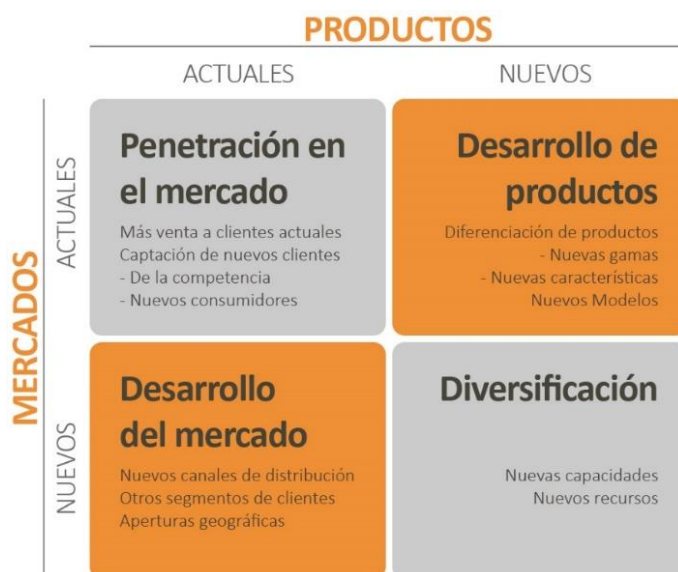 PRODUCTOS
ACTUALES
NUEVOS
MERCADOS
ACTUALES
Penetración en
el mercado
Más venta a clientes actuales
Captación de nuevos clientes
- De la competencia
- Nuevos consumidores
Desarrollo de
productos
Diferenciación de productos
- Nuevas gamas
- Nuevas características
Nuevos Modelos
NUEVOS
Desarrollo
del mercado
Nuevos canales de distribución
Otros segmentos de clientes
Aperturas geográficas
Diversificación
Nuevas capacidades
Nuevos recursos